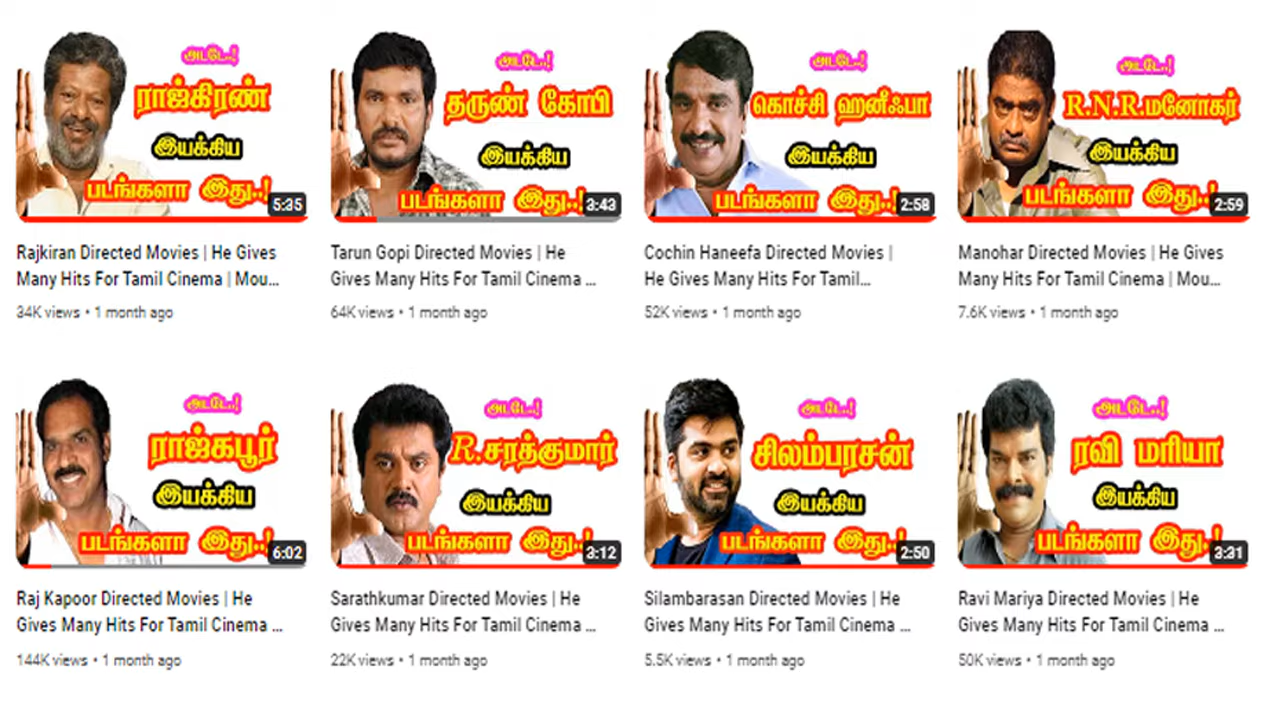 அடடே..!
ராஜ்கிரண்
இயக்கிய
படங்களா இது..!
5:35
Rajkiran Directed Movies | He Gives
Many Hits For Tamil Cinema | Mou...
34K views • 1 month ago
அடடே..!
தருண் கோபி
இயக்கிய
படங்களா இது..!
3:43
Tarun Gopi Directed Movies | He
Gives Many Hits For Tamil Cinema ...
64K views • 1 month ago
அடடே..!
கொச்சி ஹனீஃபா
இயக்கிய
படங்களா இது..!
2:58
Cochin Haneefa Directed Movies |
He Gives Many Hits For Tamil...
52K views • 1 month ago
அடடே..!
R.N.R.மனோகர்
இயக்கிய
படங்களா இது..!
2:59
Manohar Directed Movies | He Gives
Many Hits For Tamil Cinema | Mou...
7.6K views • 1 month ago
அடடே..!
ராஜ்கபூர்
இயக்கிய
படங்களா இது..!
6:02
Raj Kapoor Directed Movies | He
Gives Many Hits For Tamil Cinema ...
144K views • 1 month ago
அடடே..!
R.சரத்குமார்
இயக்கிய
படங்களா இது..!
3:12
Sarathkumar Directed Movies | He
Gives Many Hits For Tamil Cinema ...
22K views • 1 month ago
அடடே..!
சிலம்பரசன்
இயக்கிய
படங்களா இது..!
2:50
Silambarasan Directed Movies | He
Gives Many Hits For Tamil Cinema ...
5.5K views • 1 month ago
அடடே..!
ரவி மரியா
இயக்கிய
படங்களா இது..!
3:31
Ravi Mariya Directed Movies | He
Gives Many Hits For Tamil Cinema ...
50K views • 1 month ago